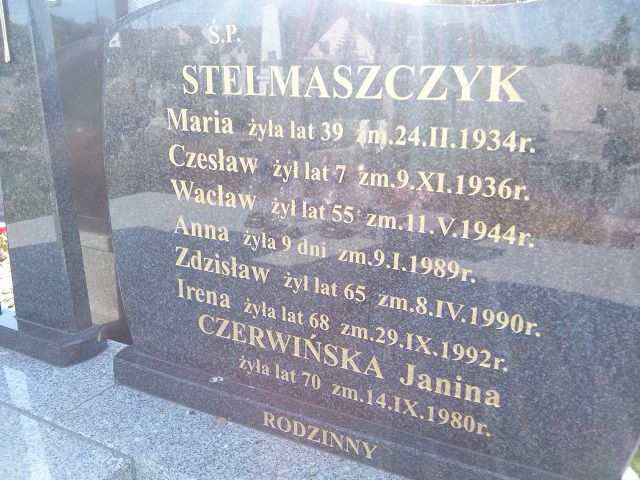 Ś.P.
STELMASZCZYK
Maria żyła lat 39 zm.24.II.1934r.
Czesław żył lat 7 zm.9.XI.1936r.
Wacław żył lat 55 zm.11.V.1944r.
Anna żyła 9 dni zm.9.I.1989r.
Zdzisław żył lat 65 zm.8.IV.1990r.
Irena żyła lat 68 zm.29.IX.1992r.
CZERWIŃSKA Janina
żyła lat 70 zm.14.IX.1980r.
RODZINNY